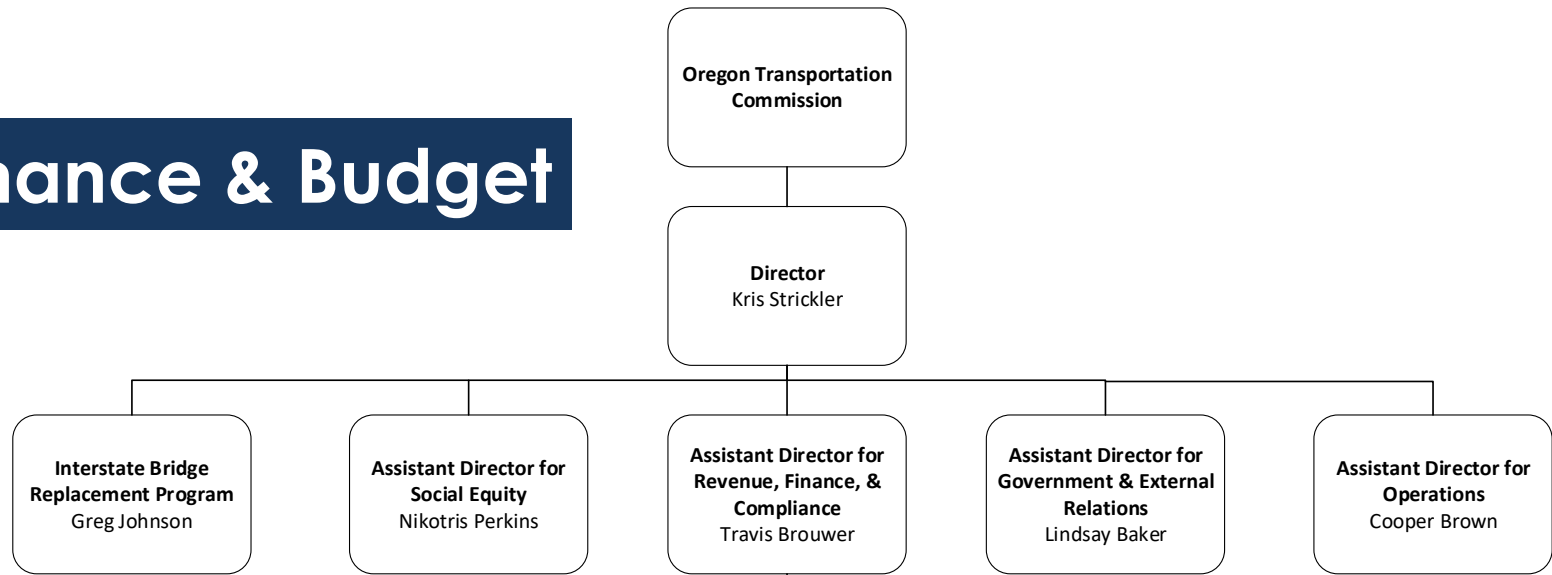 Oregon Transportation
Commission
nance & Budget
Director
Kris Strickler
Interstate Bridge
Replacement Program
Greg Johnson
Assistant Director for
Social Equity
Nikotris Perkins
Assistant Director for
Revenue, Finance, &
Compliance
Travis Brouwer
Assistant Director for
Government & External
Relations
Lindsay Baker
Assistant Director for
Operations
Cooper Brown